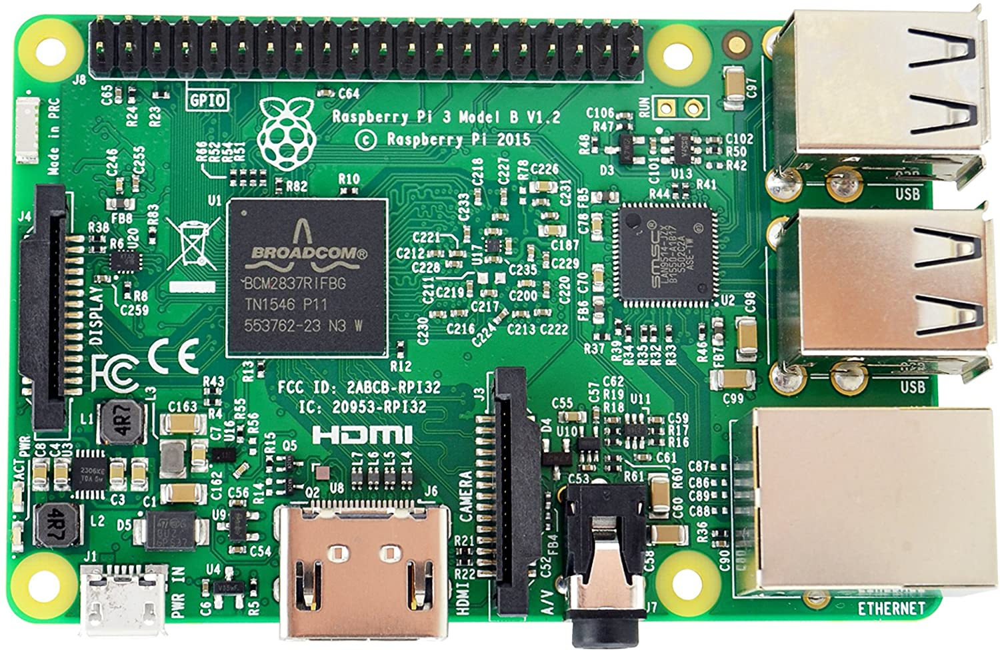 J8
C65
R24
R23
GPIO
C64
Raspberry Pi 3 Model B V1.2
© Raspberry Pi 2015
RUN
C97
C106
R47
R48
D3
C101
U13
C102
R50
R42
R44
R41
USB
Made in PRC
C246
C255
FB8
R66
R52
R54
R51
R82
U1
R10
C218
C227
R78
C226
C231
C233
FB5
C78
J4
R38
R6
U20
R83
R8
C259
DISPLAY
BROADCOM®
BCM2837RIFBG
TN1546 P11
553762-23 N3 W
C221
C212
C228
C211
U17
C187
C229
C235
C219
C217
C200
C220
C230
C216
C224
C213
C222
C70
FB6
SMSC®
LAN9514-JZX
B1550-A1B17
55D202A
ASE-TW
U2
C98
R37
R39
R34
R35
R32
R33
R46
FB7
C99
USB
FC
CE
R13
R12
FCC ID: 2ABCB-RPI32
IC: 20953-RPI32
HDMI
L3
L1
4R7
C163
R43
R4
C7
U16
R55
R56
R15
Q5
L7
L6
L5
L4
J3
C55
D4
U10
C57
C62
R19
R18
U11
C59
R17
R16
C61
R61
C53
R60
C60
C87
C86
C89
C88
R36
C90
PWR
ACT
C8
C4
U3
2306KE
C3
C1
C162
R14
C56
U9
C54
Q2
U8
J6
CAMERA
L2
4R7
D5
J1
PWR IN
U4
C6
R5
R21
R22
HDMI
C52
FB4
A/V
C58
J7
ETHERNET